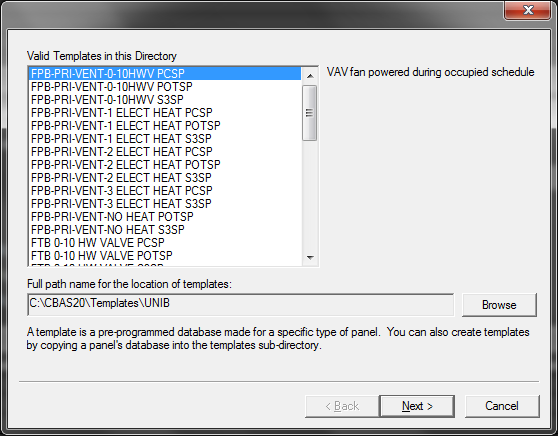 Valid Templates in this Directory
FPB-PRI-VENT-0-10HWV PCSP
VAV fan powered during occupied schedule
FPB-PRI-VENT-0-10HWV POTSP
FPB-PRI-VENT-0-10HWV S3SP
FPB-PRI-VENT-1 ELECT HEAT PCSP
FPB-PRI-VENT-1 ELECT HEAT POTSP
FPB-PRI-VENT-1 ELECT HEAT S3SP
FPB-PRI-VENT-2 ELECT HEAT PCSP
FPB-PRI-VENT-2 ELECT HEAT POTSP
FPB-PRI-VENT-2 ELECT HEAT S3SP
FPB-PRI-VENT-3 ELECT HEAT PCSP
FPB-PRI-VENT-3 ELECT HEAT S3SP
FPB-PRI-VENT-NO HEAT POTSP
FPB-PRI-VENT-NO HEAT S3SP
FTB 0-10 HW VALVE PCSP
FTB 0-10 HW VALVE POTSP
FTB 0-10 HW VALVE S3SP
Full path name for the location of templates:
C:\CBAS20\Templates\UNIB
Browse
A template is a pre-programmed database made for a specific type of panel. You can also create templates
by copying a panel's database into the templates sub-directory.
< Back
Next >
Cancel